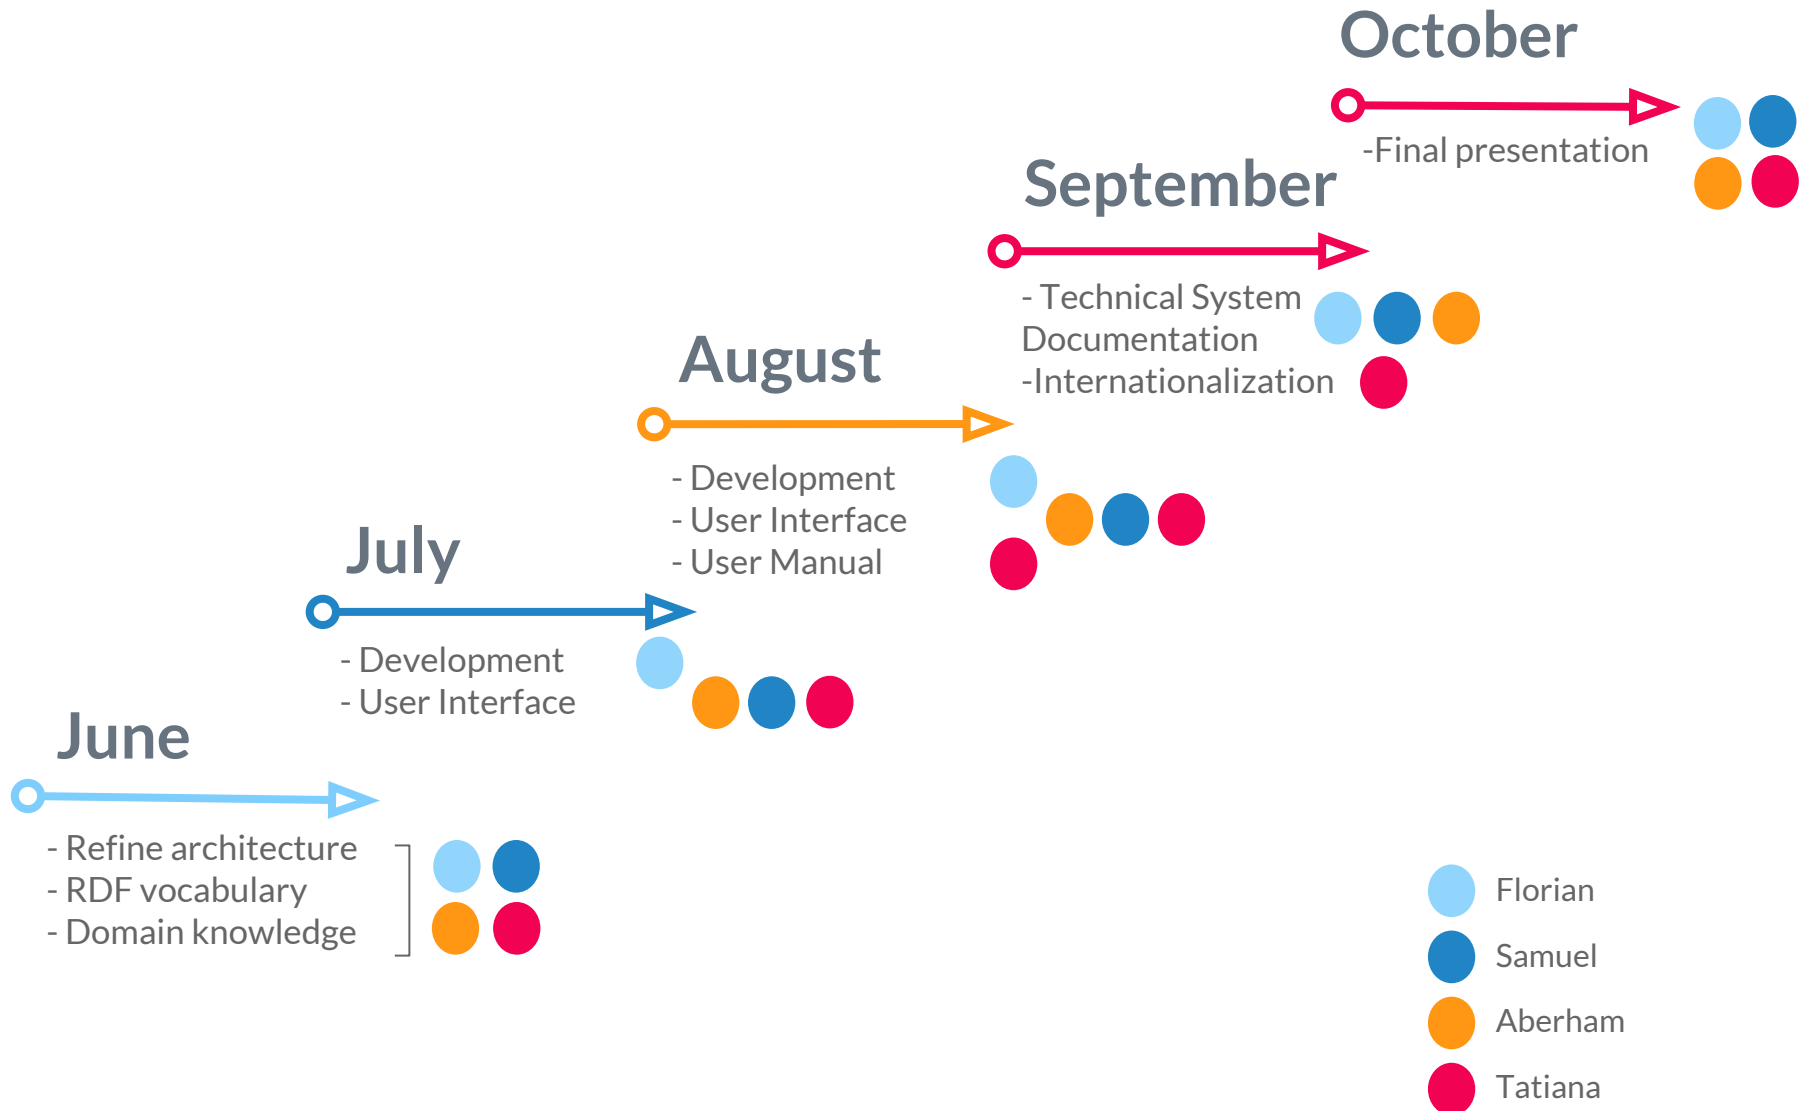 October
-Final presentation
September
- Technical System
Documentation
-Internationalization
August
- Development
- User Interface
- User Manual
July
- Development
- User Interface
June
- Refine architecture
- RDF vocabulary
- Domain knowledge
Florian
Samuel
Aberham
Tatiana